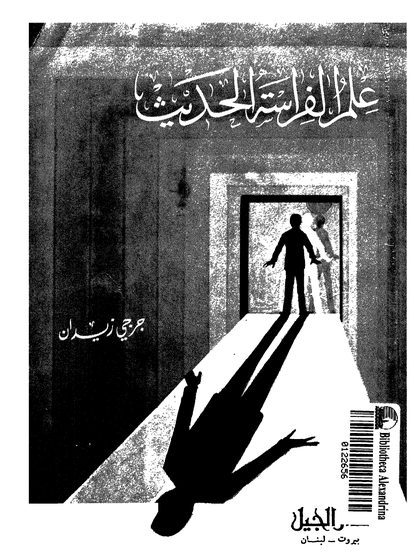 علم الفراسة الحديث
جرجي زيدان
Bibliotheca Alexandrina
0122656
الجيل
بيروت - لبنان